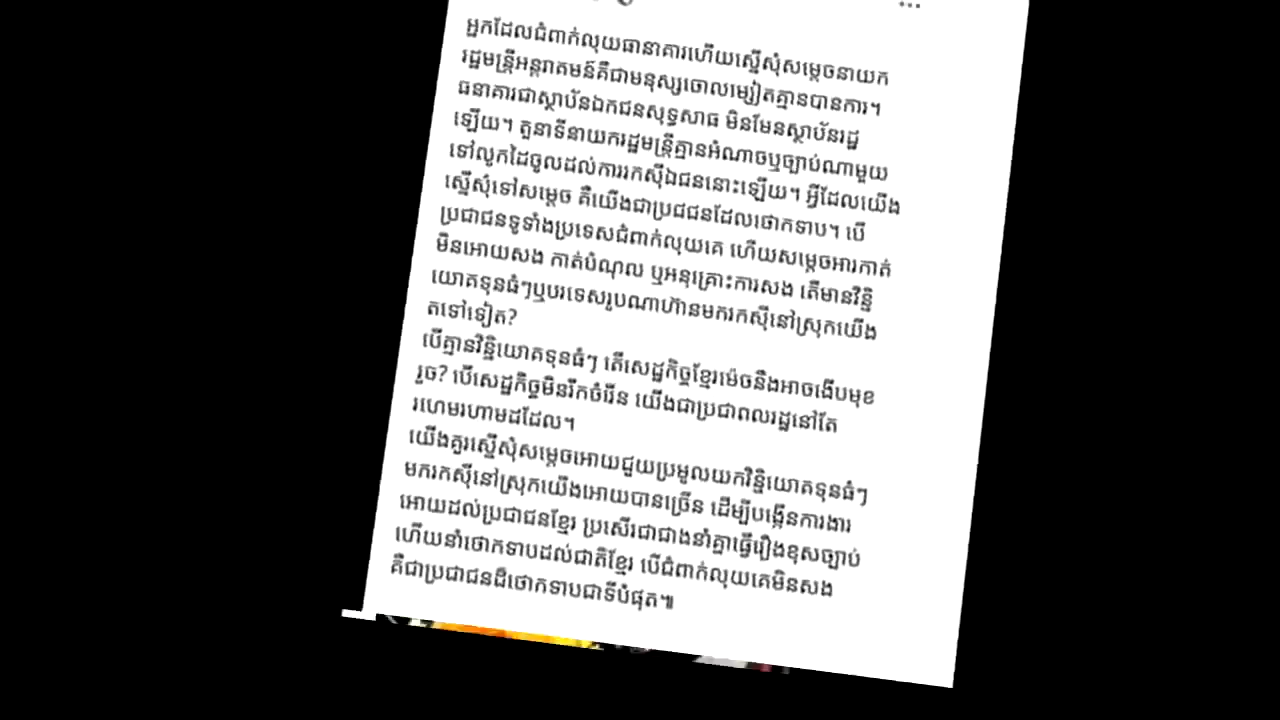 អ្នកដែលជំពាក់លុយធានាគារហើយស្នើសុំសម្តេចនាយក
រដ្ឋមន្ត្រីអន្តរាគមន៍គឺជាមនុស្សចោលម្សៀតគ្មានបានការ។
ធនាគារជាស្ថាប័នឯកជនសុទ្ធសាធ មិនមែនស្ថាប័នរដ្ឋ
ឡើយ។ តួនាទីនាយករដ្ឋមន្ត្រីគ្មានអំណាចឬច្បាប់ណាមួយ
ទៅលូកដៃចូលដល់ការរកស៊ីឯជននោះឡើយ។ អ្វីដែលយើង
ស្នើសុំទៅសម្តេច គឺយើងជាប្រជជនដែលថោកទាប។ បើ
ប្រជាជនទូទាំងប្រទេសជំពាក់លុយគេ ហើយសម្តេចអារកាត់
មិនអោយសង កាត់បំណុល ឬអនុគ្រោះការសង តើមានវិន្និ
យោគទុនធំៗឬបរទេសរូបណាហ៊ានមករកស៊ីនៅស្រុកយើង
តទៅទៀត?
បើគ្មានវិន្និយោគទុនធំៗ តើសេដ្ឋកិច្ចខ្មែរម៉េចនឹងអាចងើបមុខ
រួច? បើសេដ្ឋកិច្ចមិនរីកចំរើន យើងជាប្រជាពលរដ្ឋនៅតែ
រហេមរហាមដដែល។
យើងគួរស្នើសុំសម្តេចអោយជួយប្រមូលយកវិន្និយោគទុនធំៗ
មករកស៊ីនៅស្រុកយើងអោយបានច្រើន ដើម្បីបង្កើនការងារ
អោយដល់ប្រជាជនខ្មែរ ប្រសើរជាជាងនាំគ្នាធ្វើរឿងខុសច្បាប់
ហើយនាំថោកទាបដល់ជាតិខ្មែរ បើជំពាក់លុយគេមិនសង
គឺជាប្រជាជនដ៏ថោកទាបជាទីបំផុត៕